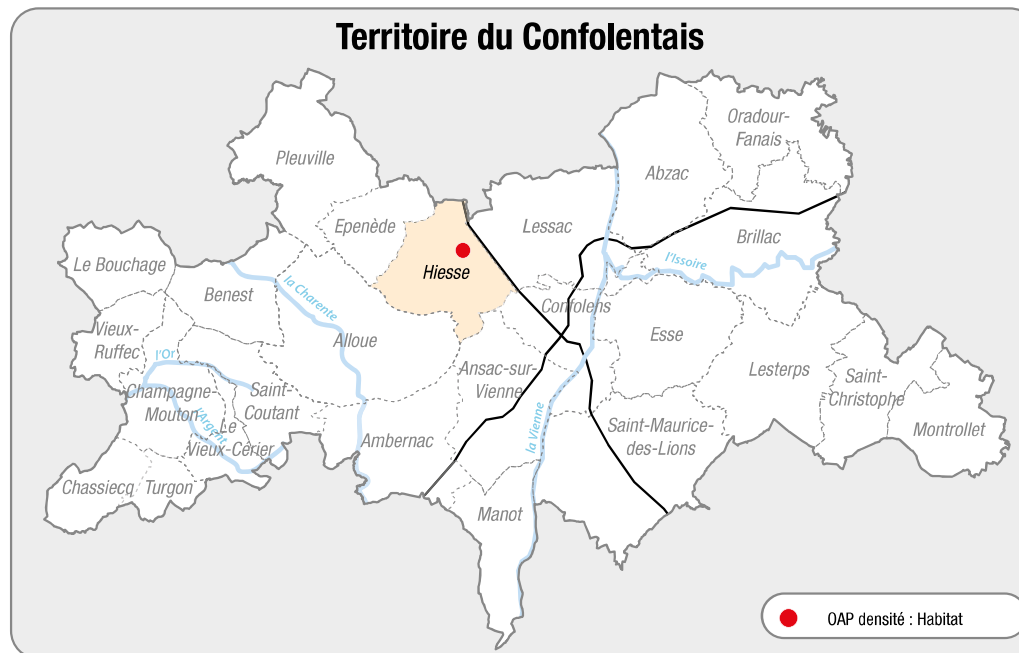 Territoire du Confolentais
Oradour-
Fanais
Pleuville
Abzac
Epenède
Lessac
Brillac
Le Bouchage
l'Issoire
Hiesse
Benest
la Charente
Confolens
Vieux-
Ruffec
Alloue
Esse
l'Or
Ansac-sur-
Vienne
Lesterps
Saint-
Christophe
Champagne-
Mouton
Saint-
Coutant
l'Argent
Le
Vieux-Cérier
Ambernac
la Vienne
Saint-Maurice-
des-Lions
Montrollet
Chassiecq
Turgon
Manot
OAP densité : Habitat